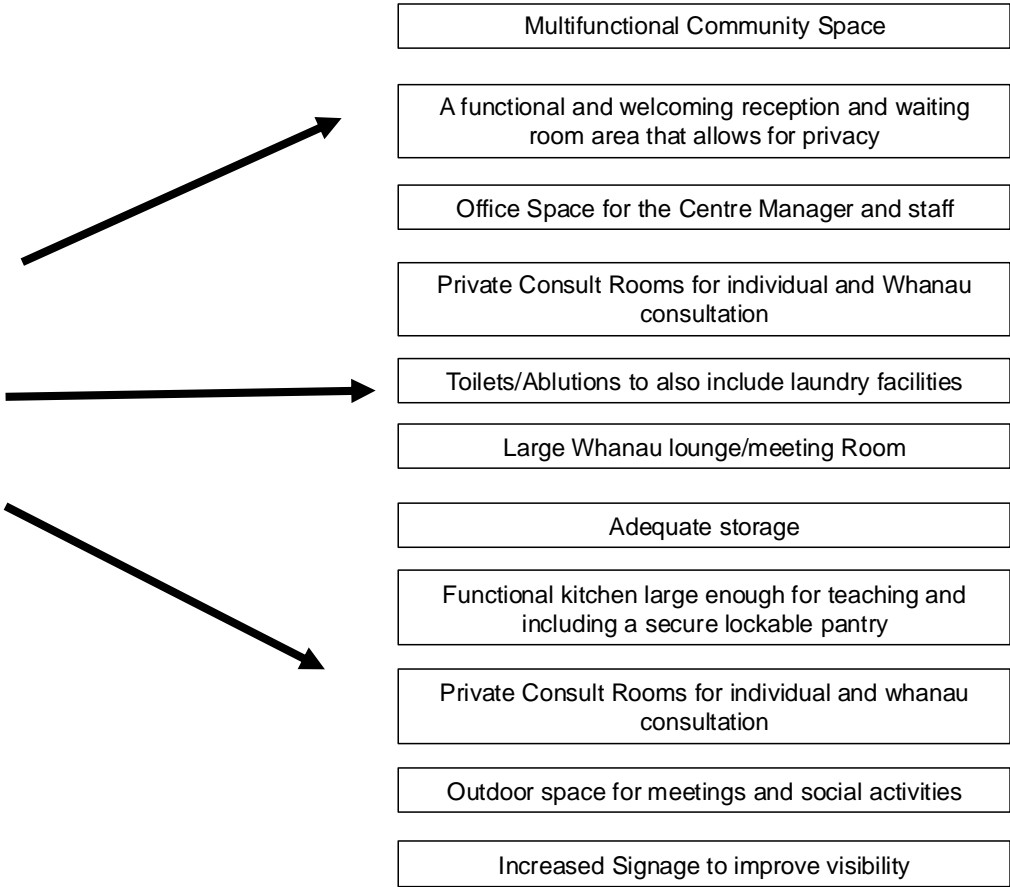 Multifunctional Community Space
A functional and welcoming reception and waiting
room area that allows for privacy
Office Space for the Centre Manager and staff
Private Consult Rooms for individual and Whanau
consultation
Toilets/Ablutions to also include laundry facilities
Large Whanau lounge/meeting Room
Adequate storage
Functional kitchen large enough for teaching and
including a secure lockable pantry
Private Consult Rooms for individual and whanau
consultation
Outdoor space for meetings and social activities
Increased Signage to improve visibility